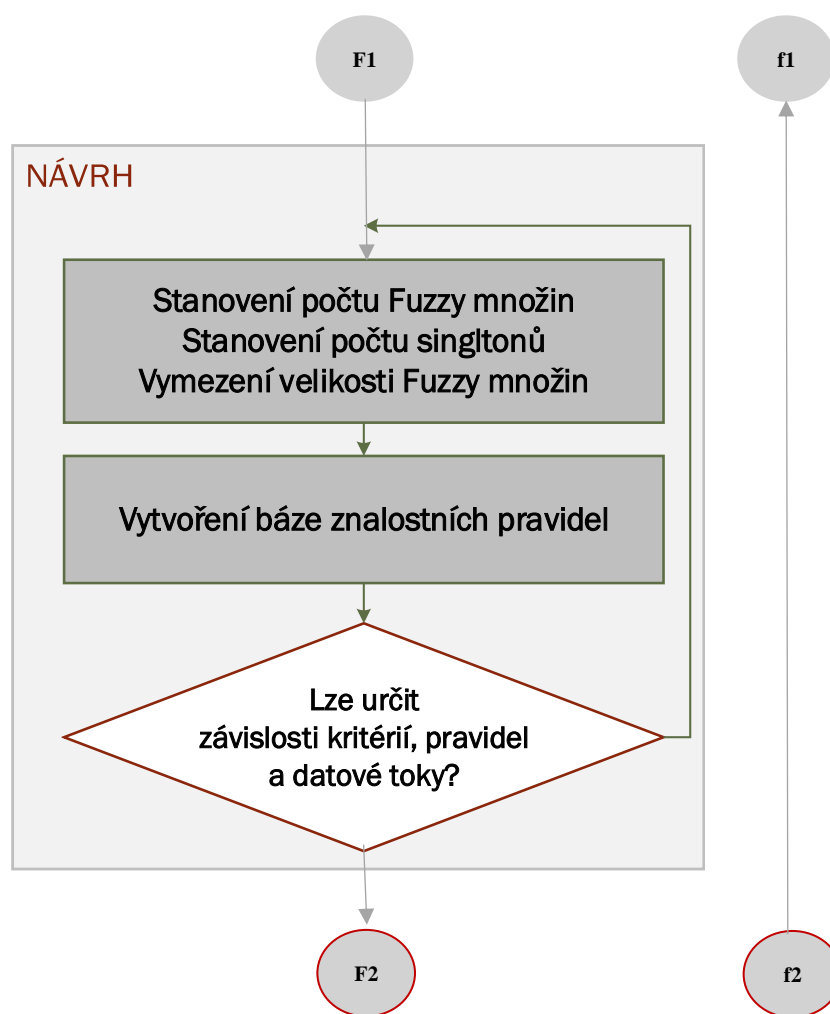 F1
f1
NÁVRH
Stanovení počtu Fuzzy množin
Stanovení počtu singltonů
Vymezení velikosti Fuzzy množin
Vytvoření báze znalostních pravidel
Lze určit
závislosti kritérií, pravidel
a datové toky?
F2
f2